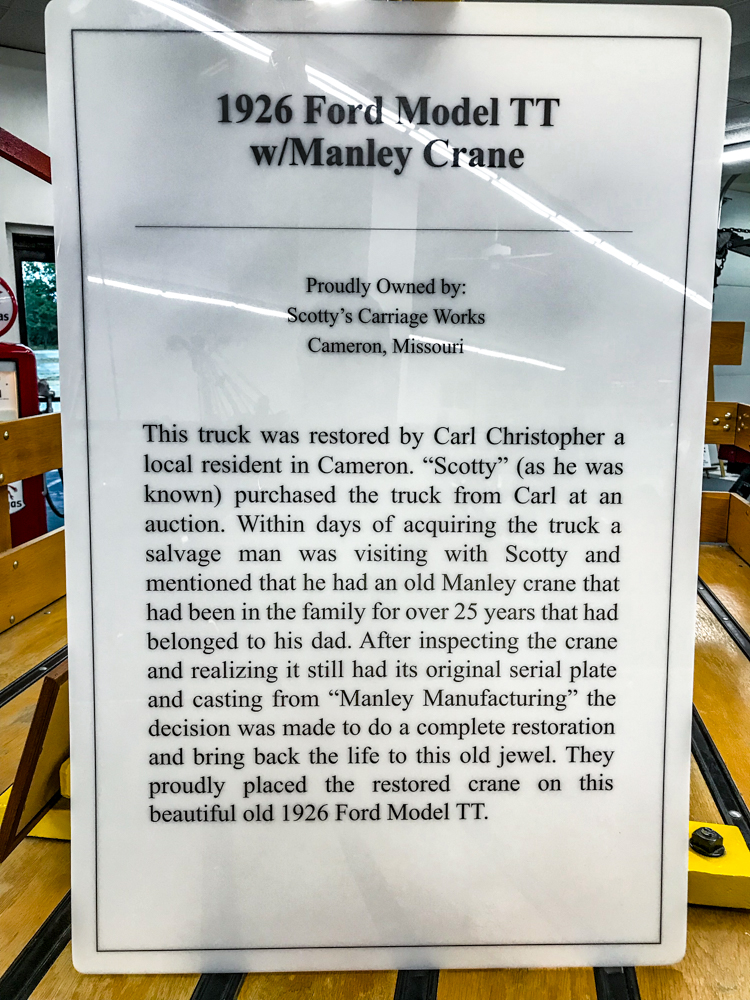 1926 Ford Model TT
w/Manley Crane
Proudly Owned by:
Scotty's Carriage Works
Cameron, Missouri
This truck was restored by Carl Christopher a
local resident in Cameron. “Scotty” (as he was
known) purchased the truck from Carl at an
auction. Within days of acquiring the truck a
salvage man was visiting with Scotty and
mentioned that he had an old Manley crane that
had been in the family for over 25 years that had
belonged to his dad. After inspecting the crane
and realizing it still had its original serial plate
and casting from “Manley Manufacturing” the
decision was made to do a complete restoration
and bring back the life to this old jewel. They
proudly placed the restored crane on this
beautiful old 1926 Ford Model TT.